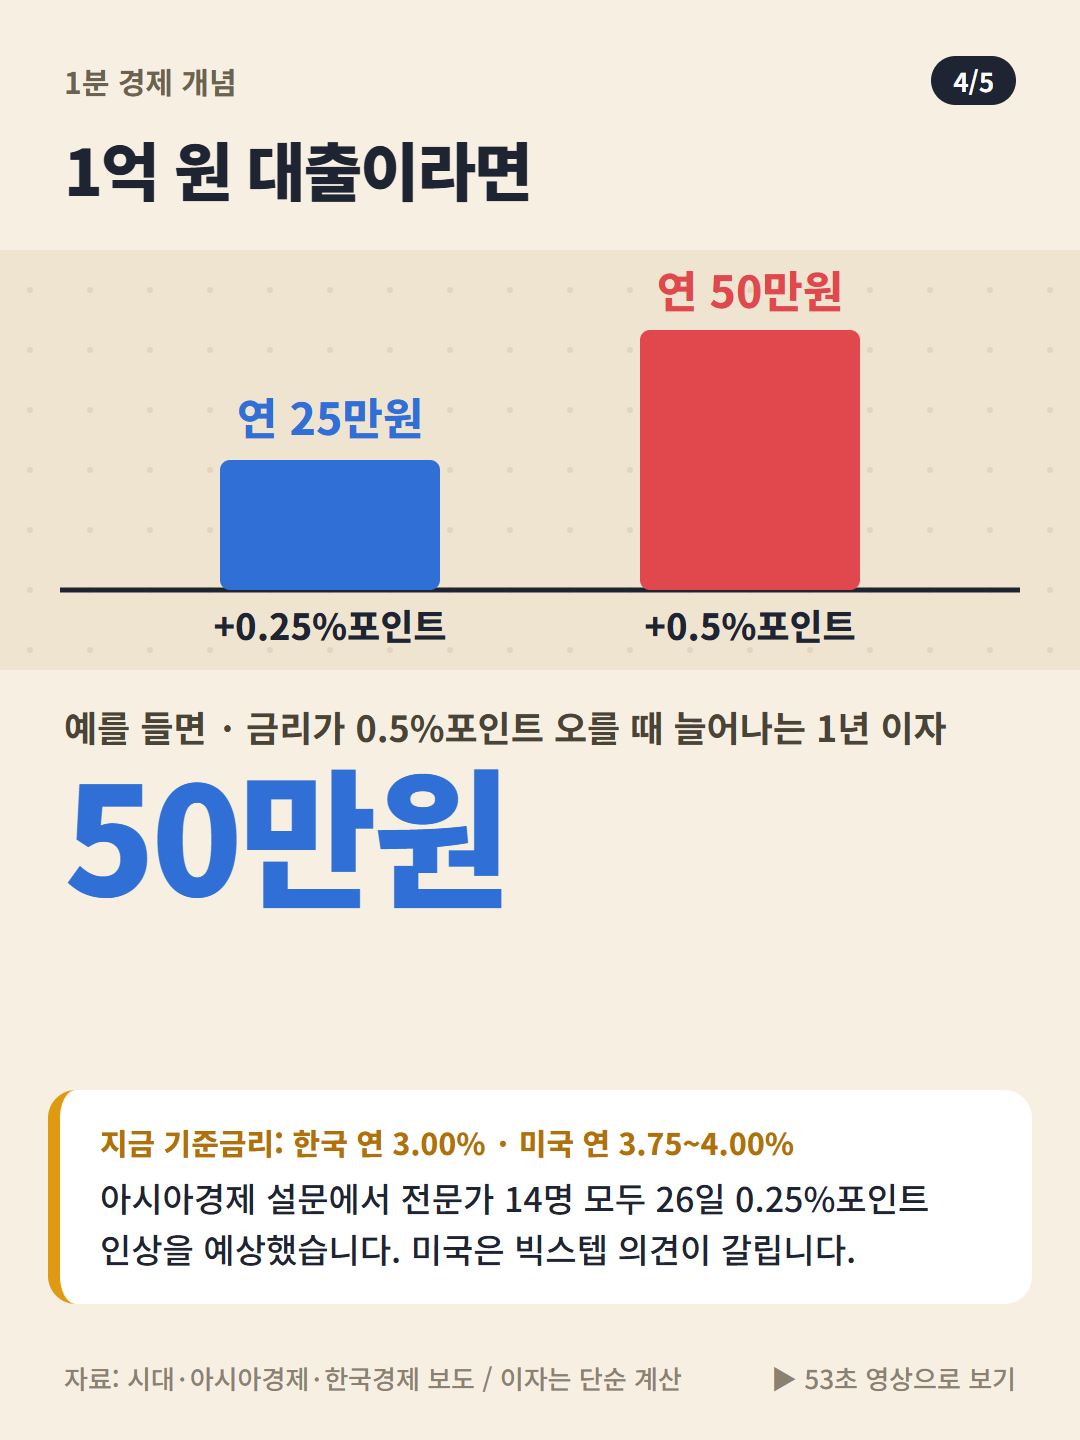 1분 경제 개념
4/5
1억 원 대출이라면
연 50만원
연 25만원
+0.25%포인트
+0.5%포인트
예를 들면 · 금리가 0.5%포인트 오를 때 늘어나는 1년 이자
50만원
지금 기준금리: 한국 연 3.00% · 미국 연 3.75~4.00%
아시아경제 설문에서 전문가 14명 모두 26일 0.25%포인트
인상을 예상했습니다. 미국은 빅스텝 의견이 갈립니다.
자료: 시대·아시아경제·한국경제 보도 / 이자는 단순 계산
▶ 53초 영상으로 보기